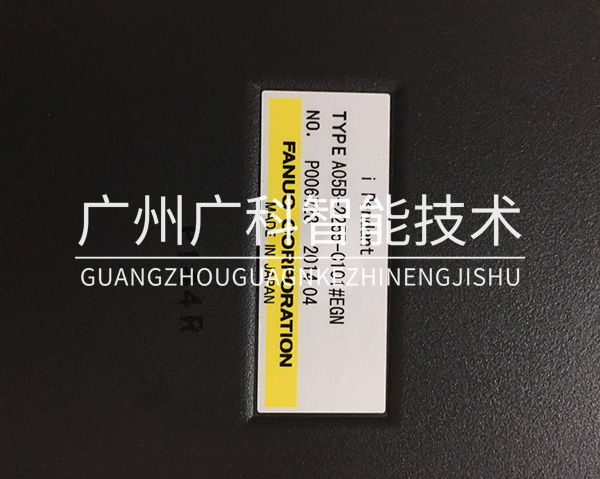 i Pendant
TYPE A05B-2255-C101#EGN
NO. 2012.04
FANUC CORPORATION
MADE IN JAPAN
广州广科智能技术
GUANGZHOUGUANGKEZHINENGJISHU